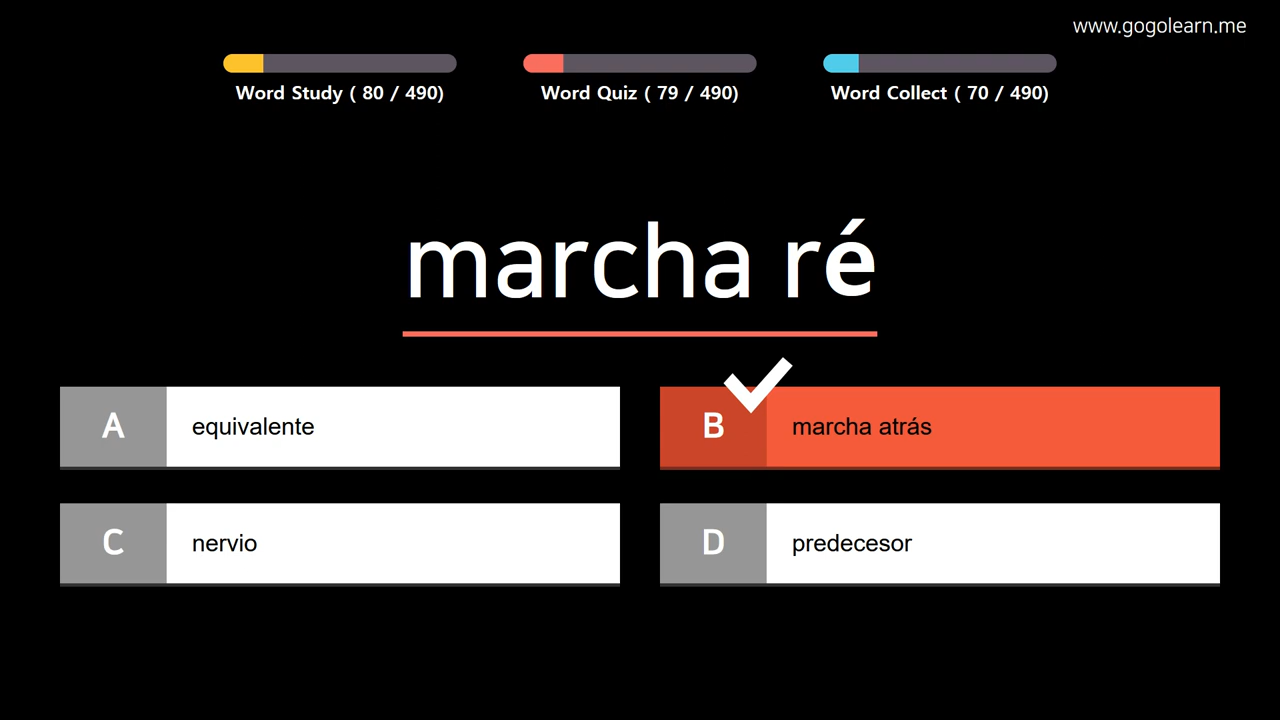 www.gogolearn.me
Word Study ( 80 / 490)
Word Quiz ( 79 / 490)
Word Collect ( 70 / 490)
marcha ré
A equivalente
B marcha atrás
C nervio
D predecesor